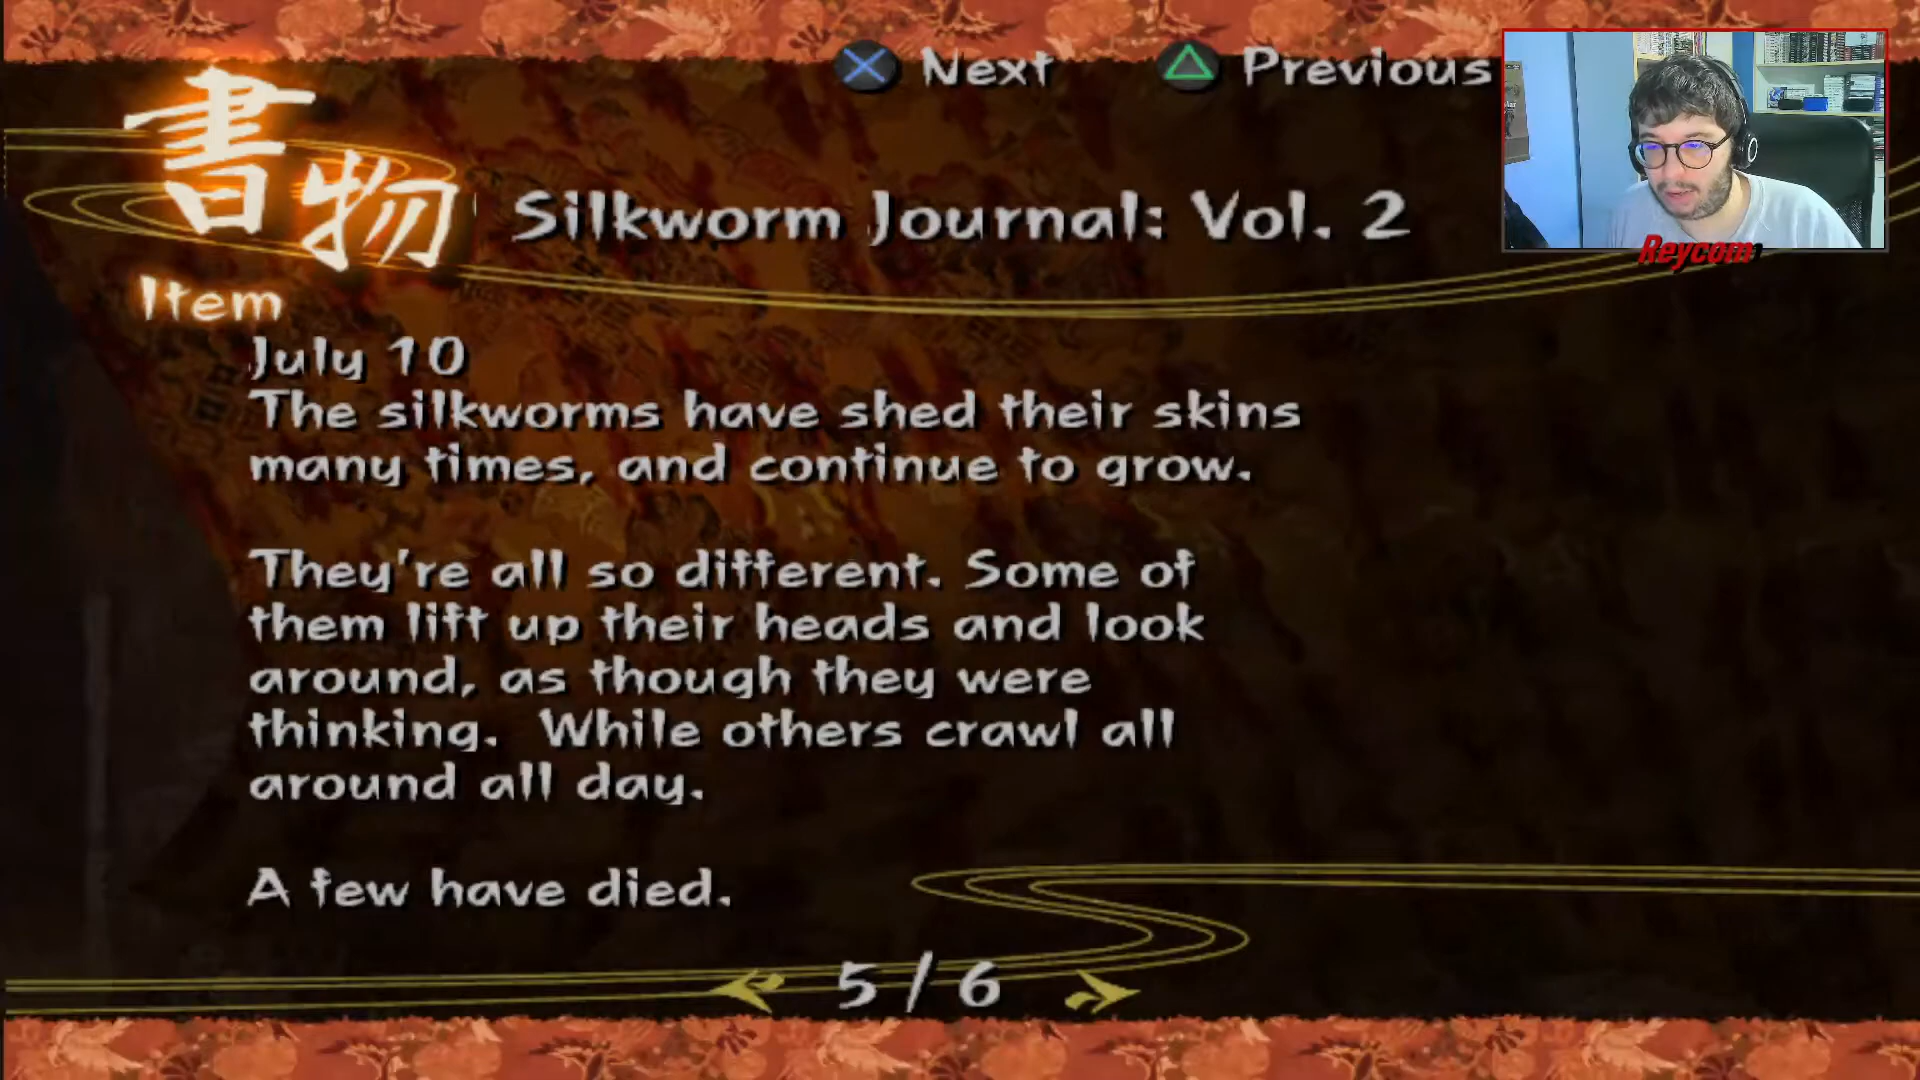 Next Previous
書物
Silkworm Journal: Vol. 2
Reycom
Item
July 10
The silkworms have shed their skins
many times, and continue to grow.
They're all so different. Some of
them lift up their heads and look
around, as though they were
thinking. While others crawl all
around all day.
A few have died.
5 / 6